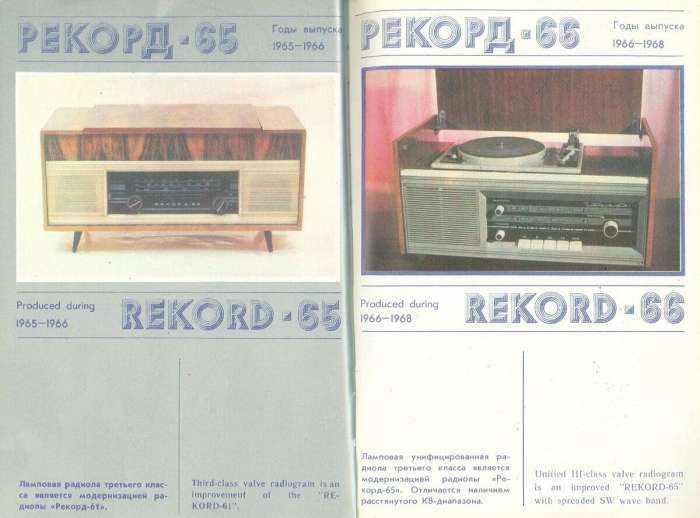 РЕКОРД-65
Годы выпуска
1965—1966
REKORD-65
Produced during
1965—1966
REKORD-65
Ламповая радиола третьего клас-
са является модернизацией ра-
диолы «Рекорд-61».
Third-class valve radiogram is an
improvement of the "RE-
KORD-61".
РЕКОРД-66
Годы выпуска
1966—1968
Produced during
1966—1968
REKORD-66
Ламповая унифицированная ра-
диола третьего класса является
модернизацией радиолы «Ре-
корд-65». Отличается наличием
расстянутого КВ-диапазона.
Unified III-class valve radiogram
is an improved "REKORD-65"
with spreaded SW wave band.